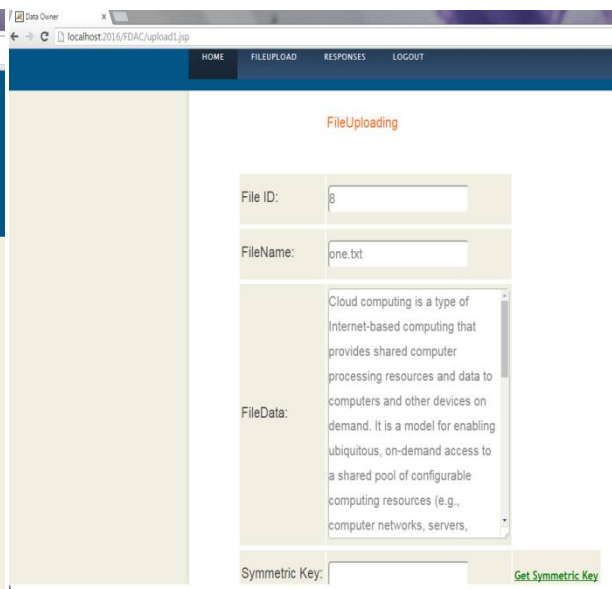 Data Owner
localhost:2016/FDAC/upload1.jsp
HOME FILEUPLOAD RESPONSES LOGOUT
FileUploading
File ID: 8
FileName: one.txt
FileData:
Cloud computing is a type of
Internet-based computing that
provides shared computer
processing resources and data to
computers and other devices on
demand. It is a model for enabling
ubiquitous, on-demand access to
a shared pool of configurable
computing resources (e.g.,
computer networks, servers,
Symmetric Key: Get Symmetric Key